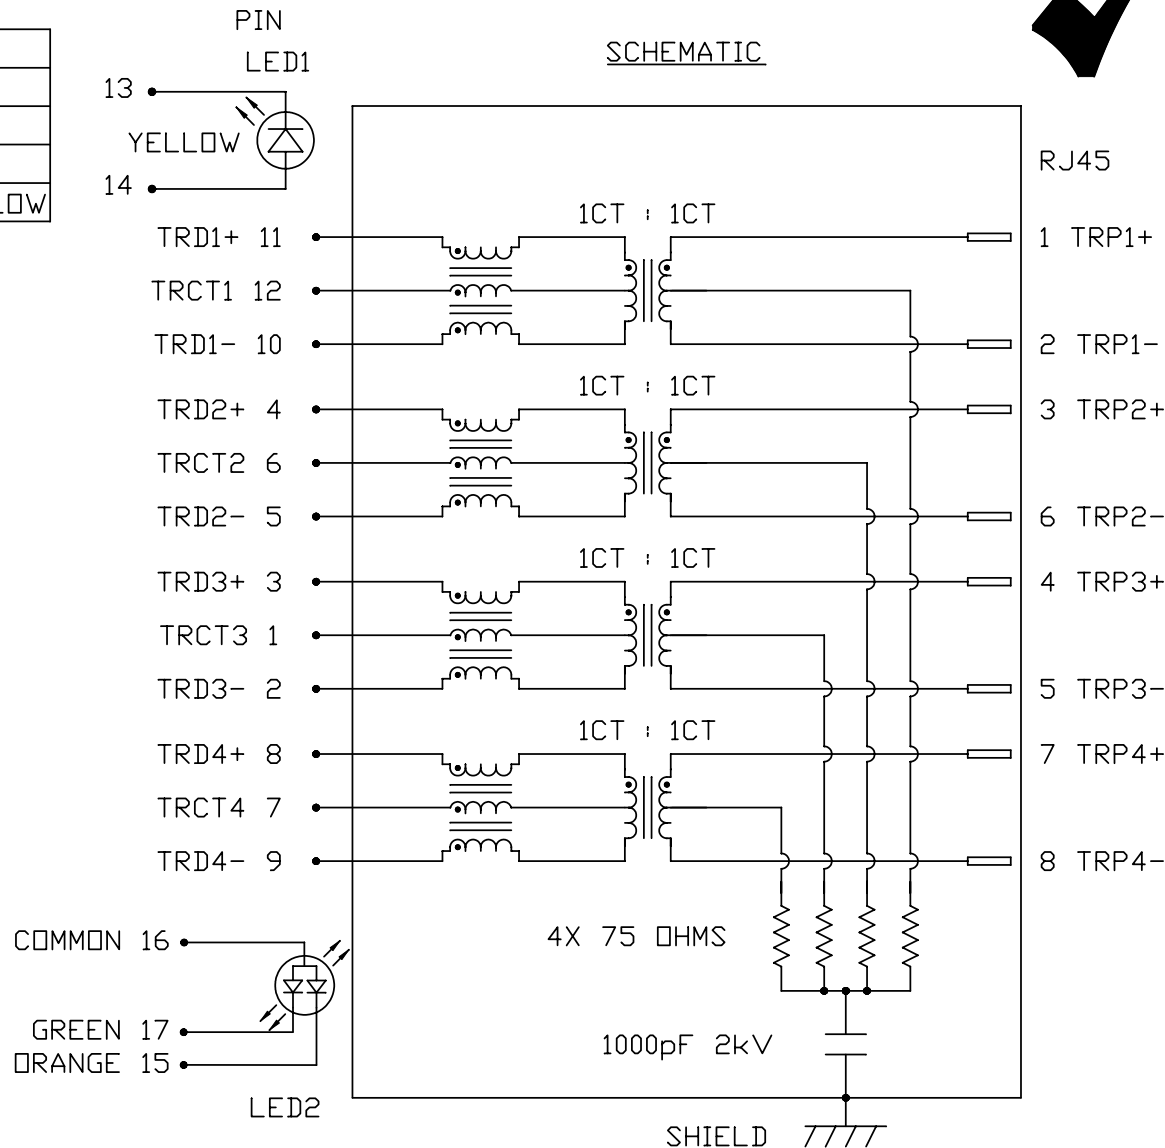 PIN
LED1
SCHEMATIC
13
YELLOW
14
LOW
RJ45
1CT : 1CT
TRD1+ 11
1 TRP1+
TRCT1 12
TRD1- 10
2 TRP1-
1CT : 1CT
TRD2+ 4
3 TRP2+
TRCT2 6
TRD2- 5
6 TRP2-
1CT : 1CT
TRD3+ 3
4 TRP3+
TRCT3 1
TRD3- 2
5 TRP3-
1CT : 1CT
TRD4+ 8
7 TRP4+
TRCT4 7
TRD4- 9
8 TRP4-
4X 75 OHMS
COMMON 16
GREEN 17
ORANGE 15
1000pF 2kV
LED2
SHIELD